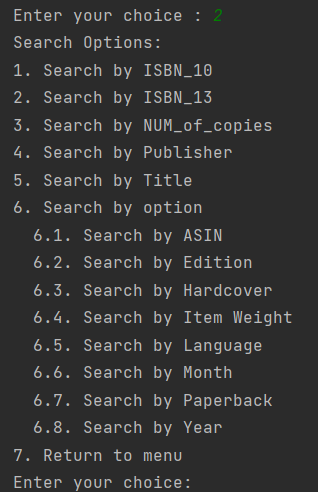 Enter your choice : 2
Search Options:
1. Search by ISBN_10
2. Search by ISBN_13
3. Search by NUM_of_copies
4. Search by Publisher
5. Search by Title
6. Search by option
  6.1. Search by ASIN
  6.2. Search by Edition
  6.3. Search by Hardcover
  6.4. Search by Item Weight
  6.5. Search by Language
  6.6. Search by Month
  6.7. Search by Paperback
  6.8. Search by Year
7. Return to menu
Enter your choice: